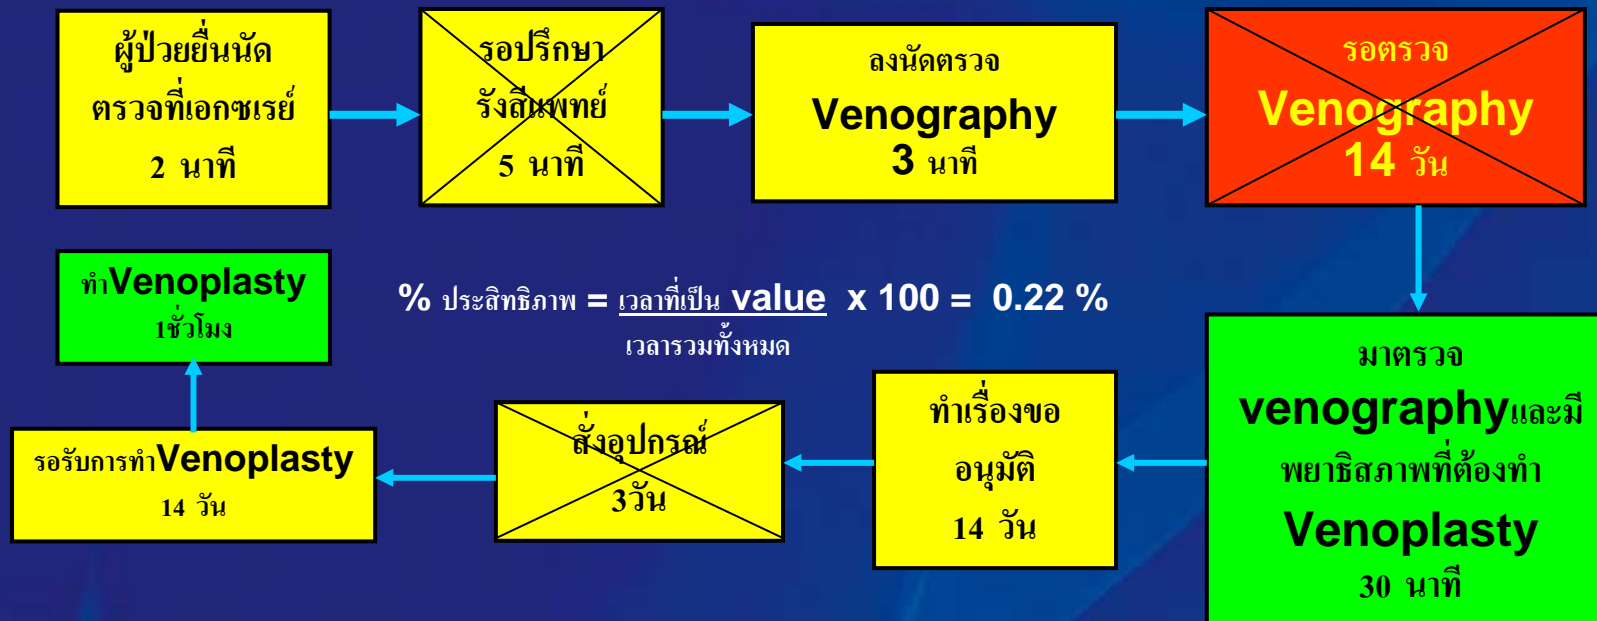 ผู้ป่วยยื่นนัด
ตรวจที่เอกซเรย์
2 นาที
รอปรึกษา
รังสีแพทย์
5 นาที
ลงนัดตรวจ
Venography
3 นาที
รอตรวจ
Venography
14 วัน
มาตรวจ
venographyและมี
พยาธิสภาพที่ต้องทำ
Venoplasty
30 นาที
ทำเรื่องขอ
อนุมัติ
14 วัน
สั่งอุปกรณ์
3วัน
รอรับการทำVenoplasty
14 วัน
ทำVenoplasty
1ชั่วโมง
% ประสิทธิภาพ = เวลาที่เป็น value x 100 = 0.22 %
เวลารวมทั้งหมด